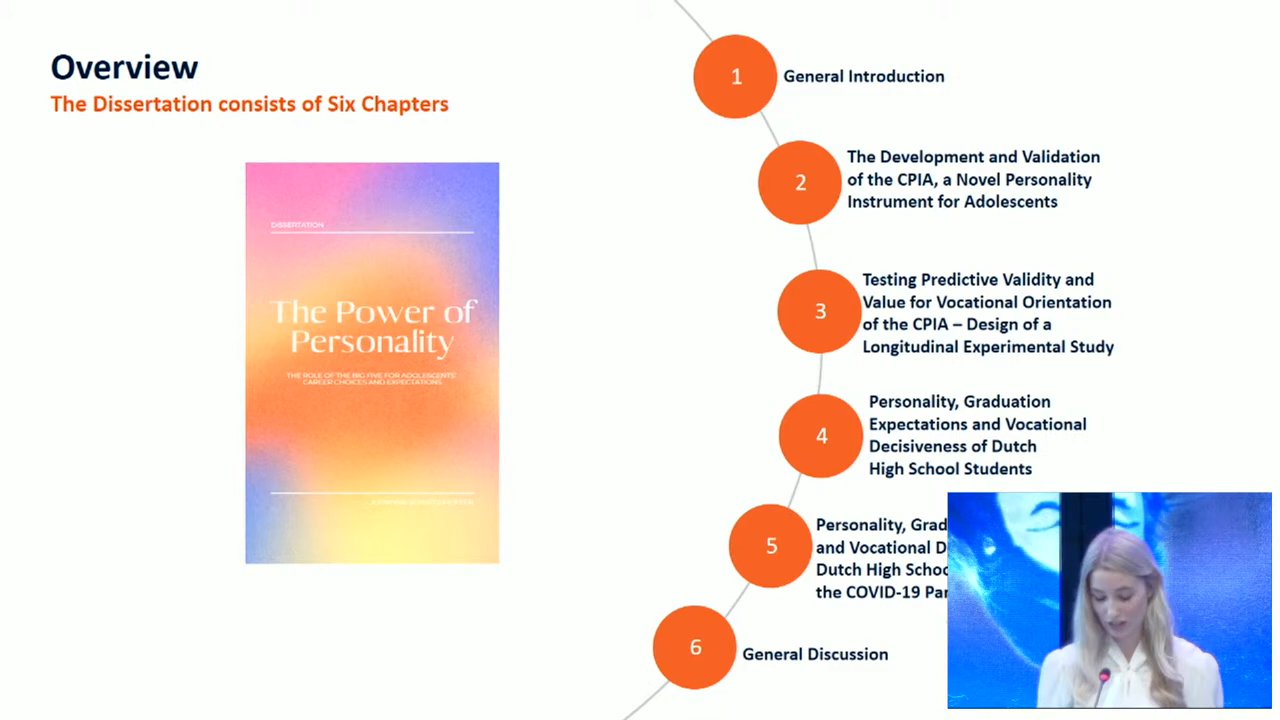 Overview
The Dissertation consists of Six Chapters
DISSERTATION
The Power of
Personality
THE ROLE OF THE BIG FIVE FOR ADOLESCENTS'
CAREER CHOICES AND EXPECTATIONS
1
General Introduction
2
The Development and Validation
of the CPIA, a Novel Personality
Instrument for Adolescents
3
Testing Predictive Validity and
Value for Vocational Orientation
of the CPIA – Design of a
Longitudinal Experimental Study
4
Personality, Graduation
Expectations and Vocational
Decisiveness of Dutch
High School Students
5
Personality, Grad
and Vocational D
Dutch High Schoo
the COVID-19 Pan
6
General Discussion